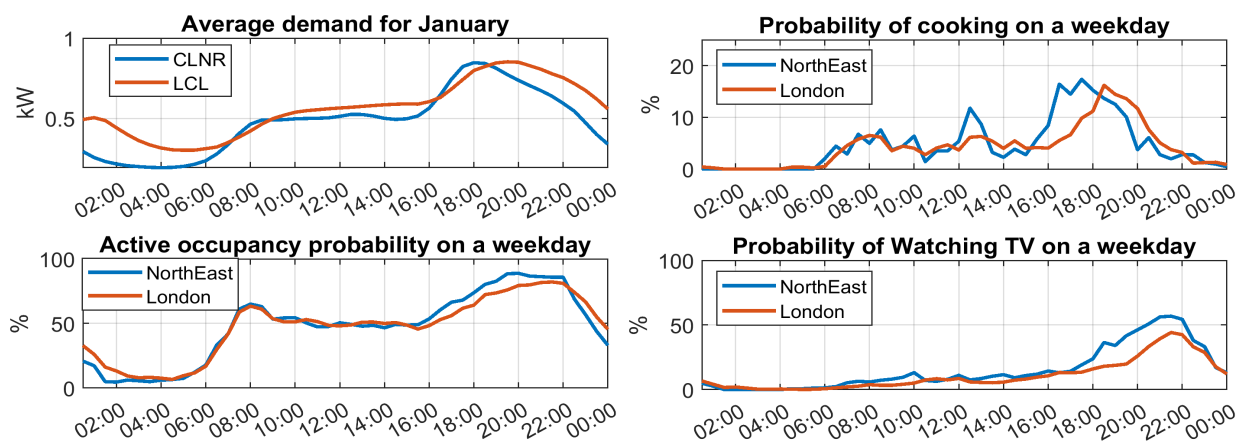 Average demand for January
1
0.5
kW
CLNR
LCL
02:00 04:00 06:00 08:00 10:00 12:00 14:00 16:00 18:00 20:00 22:00 00:00
Probability of cooking on a weekday
20
10
0
%
NorthEast
London
02:00 04:00 06:00 08:00 10:00 12:00 14:00 16:00 18:00 20:00 22:00 00:00
Active occupancy probability on a weekday
100
50
0
%
NorthEast
London
02:00 04:00 06:00 08:00 10:00 12:00 14:00 16:00 18:00 20:00 22:00 00:00
Probability of Watching TV on a weekday
100
50
0
%
NorthEast
London
02:00 04:00 06:00 08:00 10:00 12:00 14:00 16:00 18:00 20:00 22:00 00:00